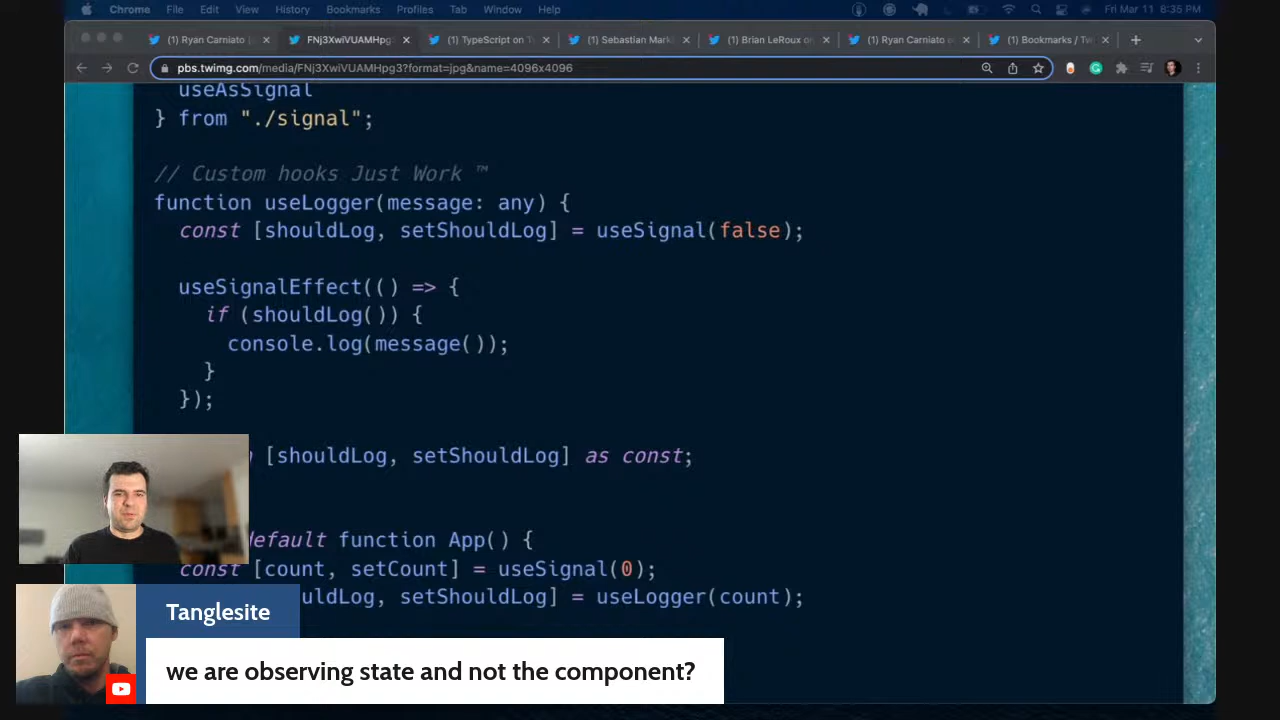 Chrome File Edit View History Bookmarks Profiles Tab Window Help Fri Mar 11 8:35 PM
(1) Ryan Carniato FNj3XwiVUAMHpg (1) TypeScript on T (1) Sebastian Mark (1) Brian LeRoux o (1) Ryan Carniato (1) Bookmarks / Tw
pbs.twimg.com/media/FNj3XwiVUAMHpg3?format=jpg&name=4096x4096
useAsSignal
} from "./signal";
// Custom hooks Just Work ™
function useLogger(message: any) {
const [shouldLog, setShouldLog] = useSignal(false);
useSignalEffect(() => {
if (shouldLog()) {
console.log(message());
}
});
[shouldLog, setShouldLog] as const;
default function App() {
const [count, setCount] = useSignal(0);
uldLog, setShouldLog] = useLogger(count);
Tanglesite
we are observing state and not the component?